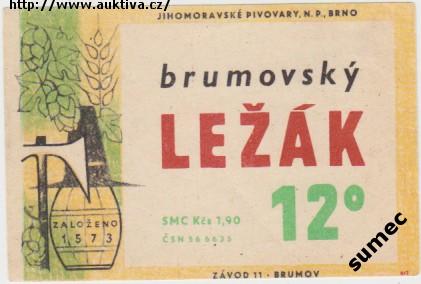 http://www.auktiva.cz/
JIHOMORAVSKÉ PIVOVARY, N. P., BRNO
brumovský
LEŽÁK
12°
ZALOŽENO
1573
SMC Kčs 1,90
ČSN 56 6635
ZÁVOD 11 - BRUMOV
sumec